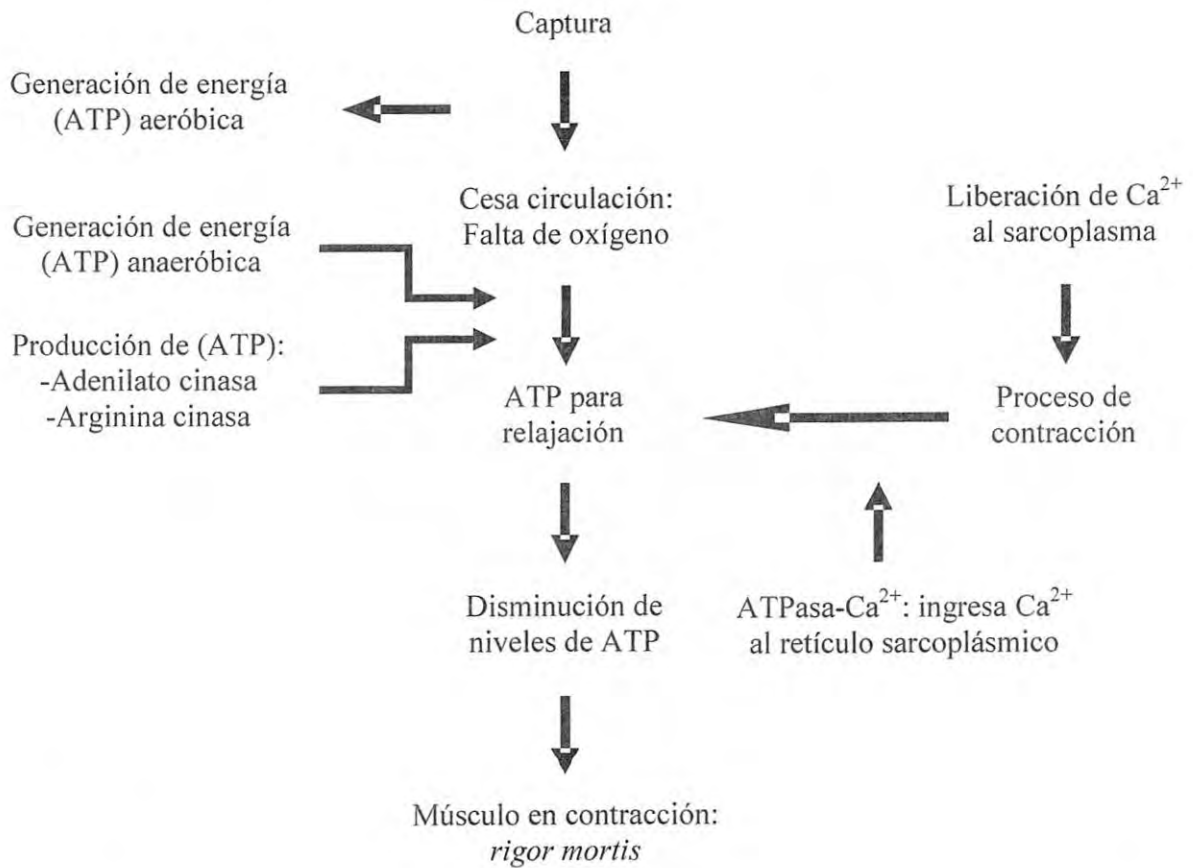 Captura
Generación de energía
(ATP) aeróbica
Cesa circulación:
Falta de oxígeno
Liberación de Ca²⁺
al sarcoplasma
Generación de energía
(ATP) anaeróbica
Producción de (ATP):
-Adenilato cinasa
-Arginina cinasa
ATP para
relajación
Proceso de
contracción
Disminución de
niveles de ATP
ATPasa-Ca²⁺: ingresa Ca²⁺
al retículo sarcoplásmico
Músculo en contracción:
rigor mortis